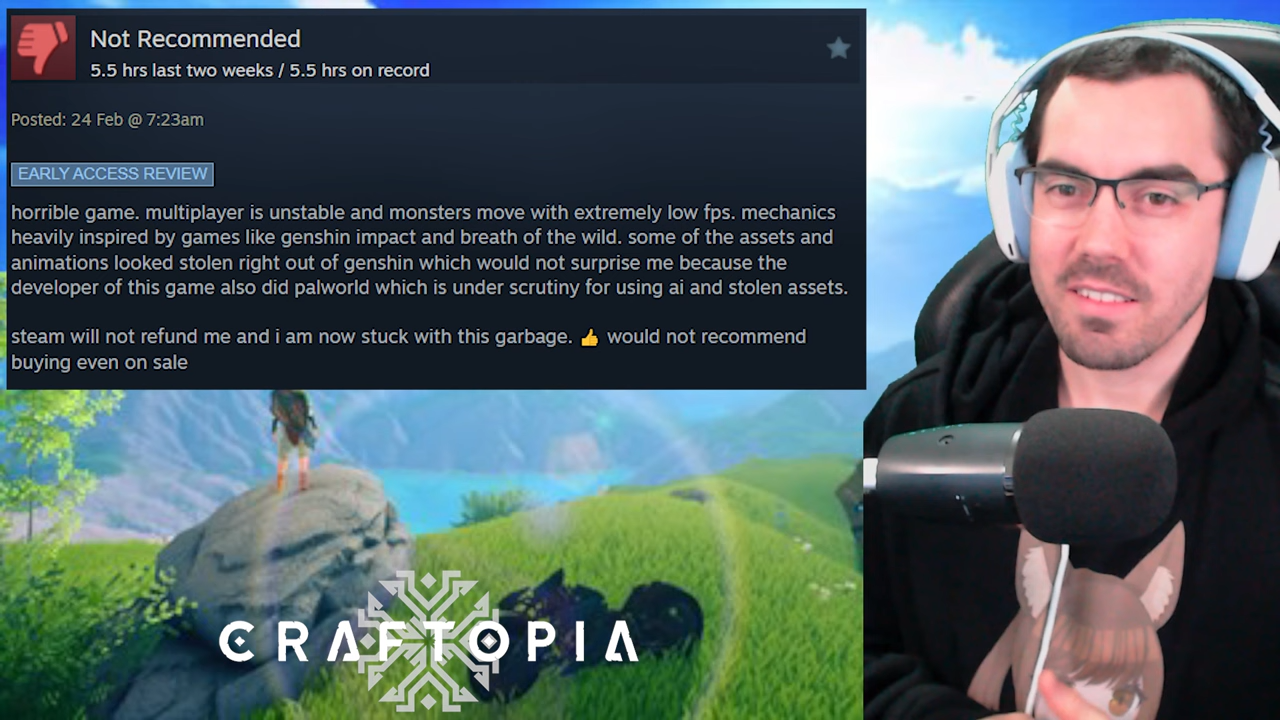 Not Recommended
5.5 hrs last two weeks / 5.5 hrs on record
Posted: 24 Feb @ 7:23am
EARLY ACCESS REVIEW
horrible game. multiplayer is unstable and monsters move with extremely low fps. mechanics
heavily inspired by games like genshin impact and breath of the wild. some of the assets and
animations looked stolen right out of genshin which would not surprise me because the
developer of this game also did palworld which is under scrutiny for using ai and stolen assets.
steam will not refund me and i am now stuck with this garbage. 👍 would not recommend
buying even on sale
CRAFTOPIA